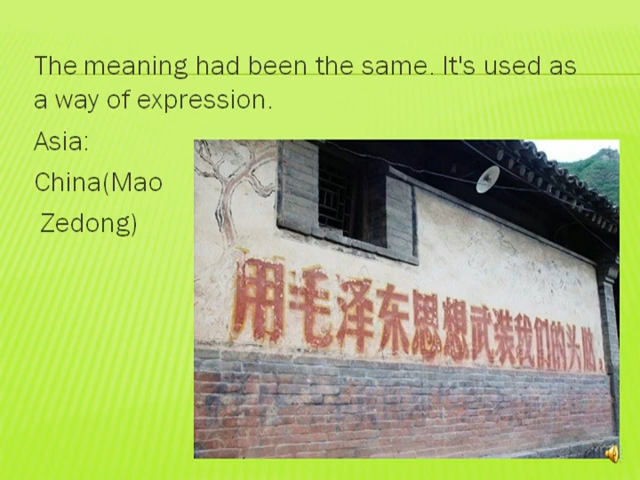 The meaning had been the same. It's used as
a way of expression.
Asia:
China(Mao
Zedong)
用毛泽东思想武装我们的头脑。